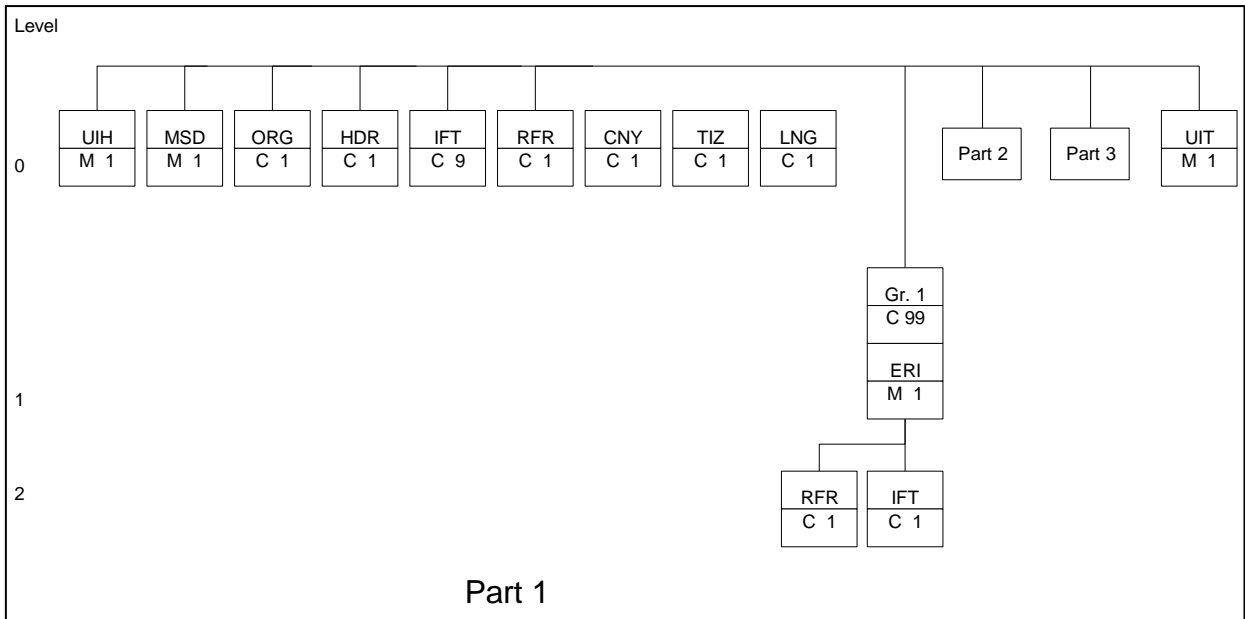 Level
UIH MSD ORG HDR IFT RFR CNY TIZ LNG UIT
M 1 M 1 C 1 C 1 C 9 C 1 C 1 C 1 C 1 Part 2 Part 3 M 1
0
Gr. 1
C 99
ERI
M 1
1
RFR IFT
2
C 1 C 1
Part 1